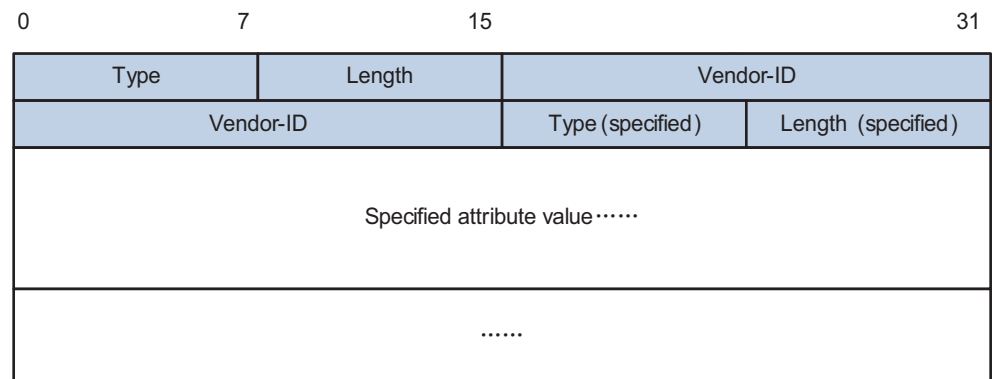 0 7 15 31
Type Length Vendor-ID
Vendor-ID Type (specified) Length (specified)
Specified attribute value······
······